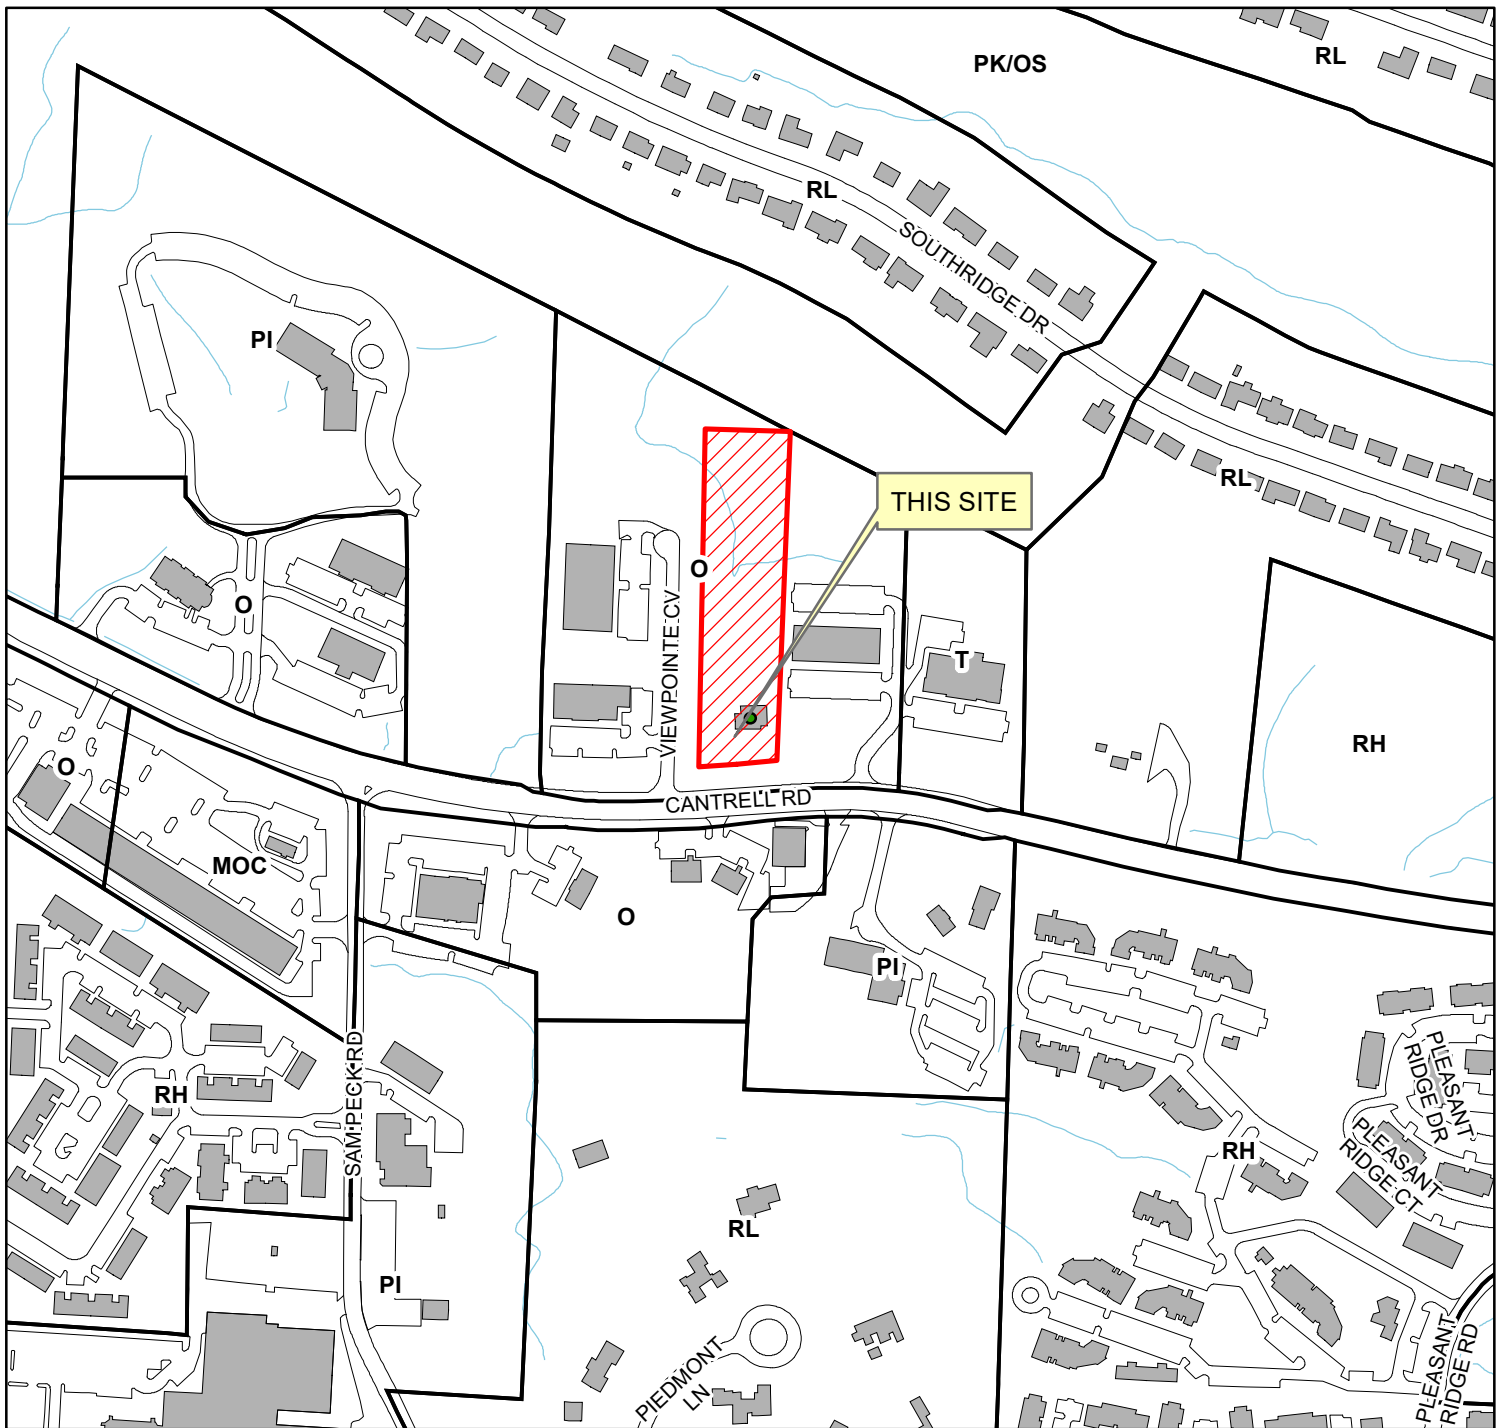 PK/OS
RL
RL
SOUTHRIDGE DR
PI
RL
THIS SITE
O
O
VIEWPOINTE CV
T
RH
O
CANTRELL RD
MOC
O
PI
SAM PECK RD
RH
PLEASANT
RIDGE DR
PLEASANT
RIDGE CT
RH
RL
PI
PIEDMONT
LN
PLEASANT
RIDGE RD